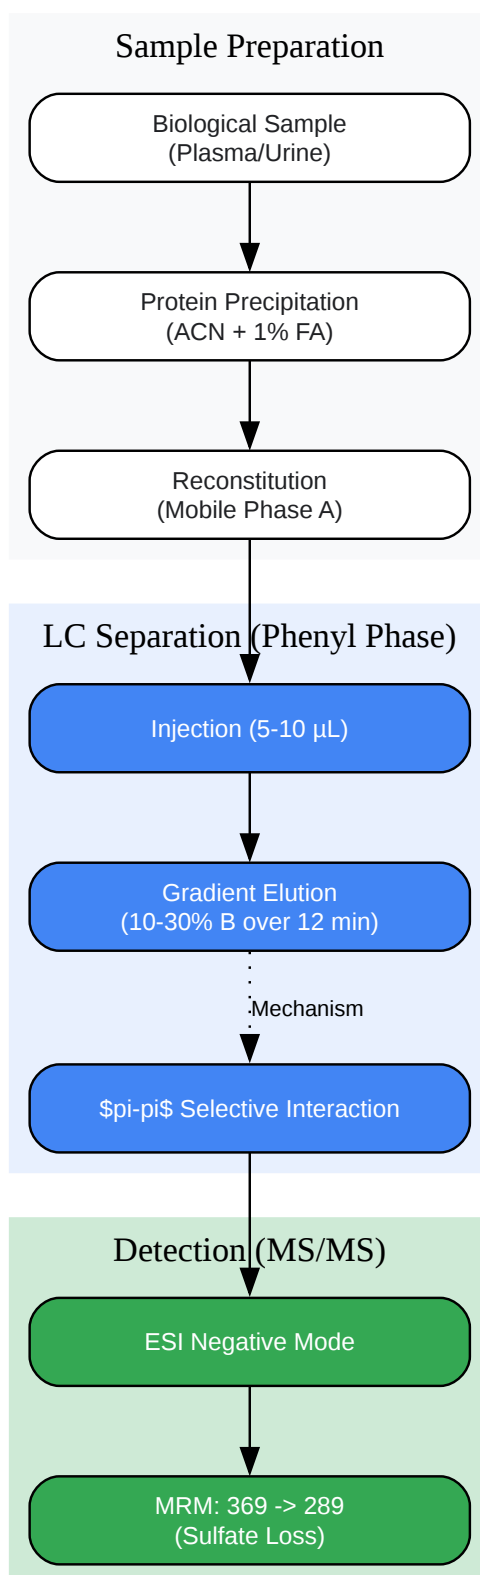 Sample Preparation
Biological Sample
(Plasma/Urine)
Protein Precipitation
(ACN + 1% FA)
Reconstitution
(Mobile Phase A)
LC Separation (Phenyl Phase)
Injection (5-10 µL)
Gradient Elution
(10-30% B over 12 min)
Mechanism
$pi-pi$ Selective Interaction
Detection (MS/MS)
ESI Negative Mode
MRM: 369 -> 289
(Sulfate Loss)